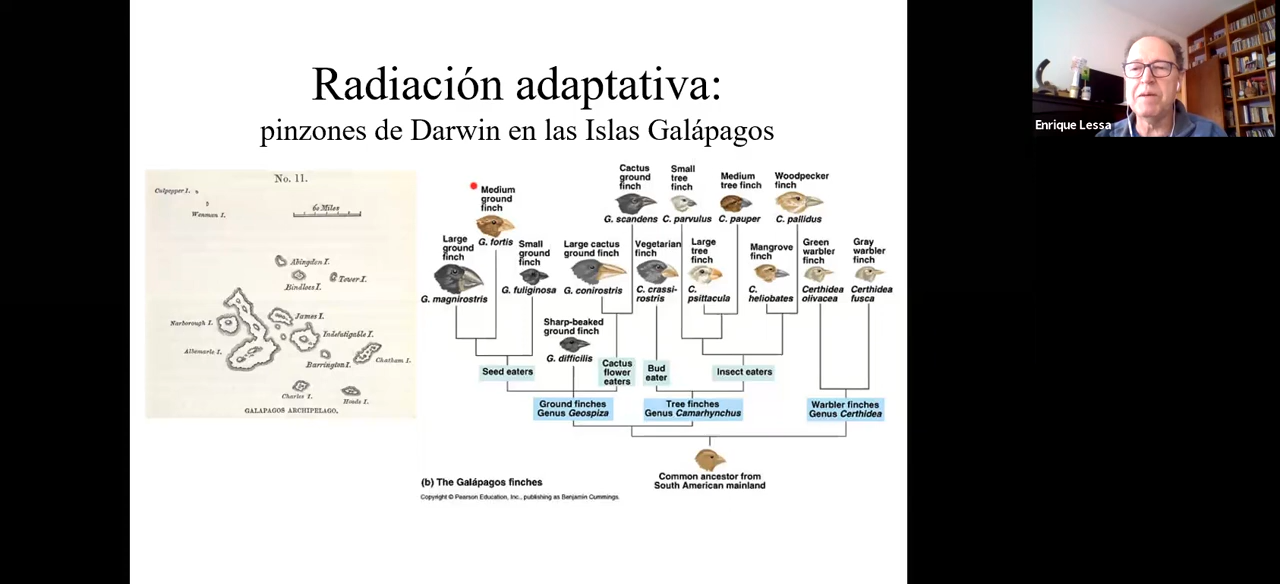 Radiación adaptativa:
pinzones de Darwin en las Islas Galápagos
Enrique Lessa
No. 11.
Culpepper I.
Wenman I.
60 Miles
Abingdon I.
Bindloes I.
Tower I.
James I.
Narborough I.
Indefatigable I.
Albemarle I.
Barrington I.
Chatham I.
Charles I.
Hoods I.
GALAPAGOS ARCHIPELAGO.
Cactus
ground
finch
G. scandens
Small
tree
finch
C. parvulus
Medium
tree finch
C. pauper
Woodpecker
finch
C. pallidus
Medium
ground
finch
G. fortis
Large
ground
finch
G. magnirostris
Small
ground
finch
G. fuliginosa
Large cactus
ground finch
G. conirostris
Vegetarian
finch
C. crassi-
rostris
Large
tree
finch
C.
psittacula
Mangrove
finch
C.
heliobates
Green
warbler
finch
Certhidea
olivacea
Gray
warbler
finch
Certhidea
fusca
Sharp-beaked
ground finch
G. difficilis
Seed eaters
Cactus
flower
eaters
Bud
eater
Insect eaters
Ground finches
Genus Geospiza
Tree finches
Genus Camarhynchus
Warbler finches
Genus Certhidea
Common ancestor from
South American mainland
(b) The Galápagos finches
Copyright © Pearson Education, Inc., publishing as Benjamin Cummings.